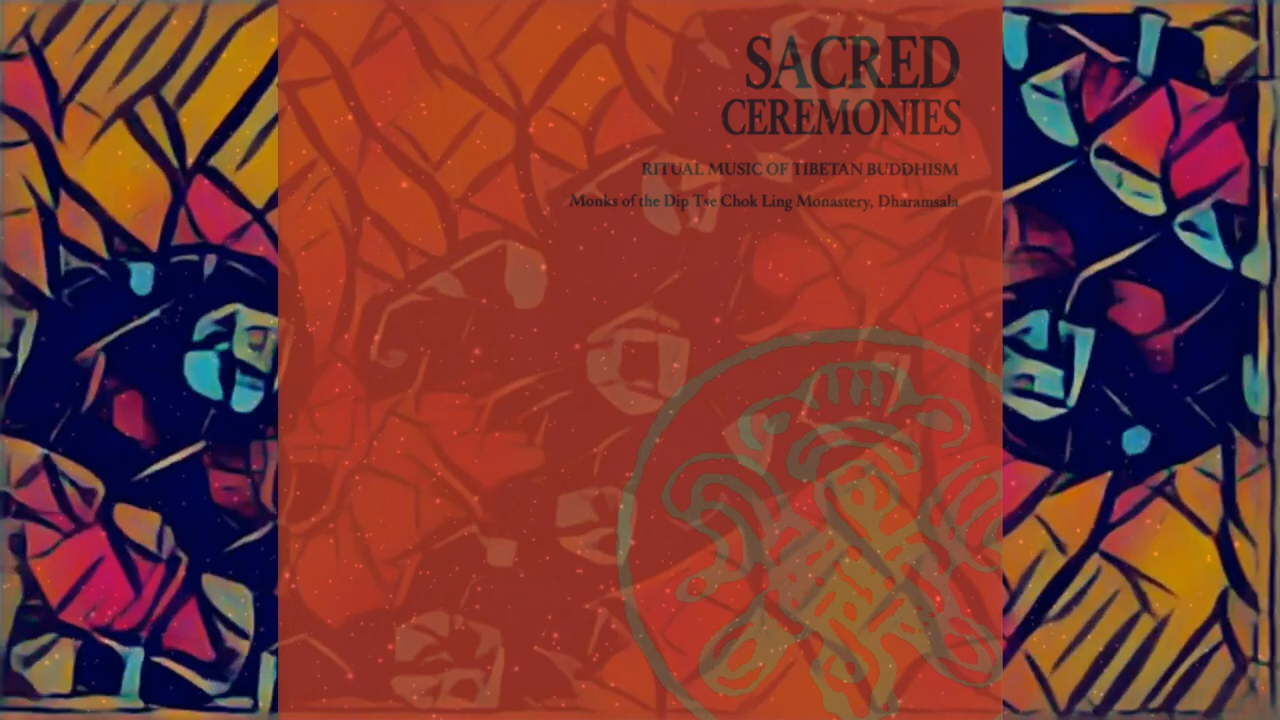 SACRED
CEREMONIES
RITUAL MUSIC OF TIBETAN BUDDHISM
Monks of the Dip Tse Chok Ling Monastery, Dharamsala